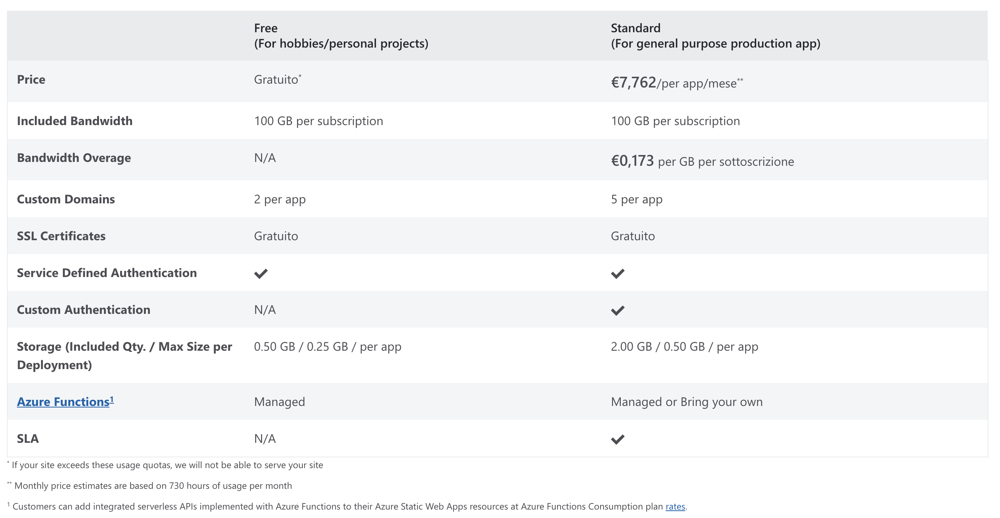 Free
(For hobbies/personal projects)
Standard
(For general purpose production app)
Price
Gratuito*
€7,762/per app/mese**
Included Bandwidth
100 GB per subscription
100 GB per subscription
Bandwidth Overage
N/A
€0,173 per GB per sottoscrizione
Custom Domains
2 per app
5 per app
SSL Certificates
Gratuito
Gratuito
Service Defined Authentication
✔
✔
Custom Authentication
N/A
✔
Storage (Included Qty. / Max Size per
Deployment)
0.50 GB / 0.25 GB / per app
2.00 GB / 0.50 GB / per app
Azure Functions1
Managed
Managed or Bring your own
SLA
N/A
✔
* If your site exceeds these usage quotas, we will not be able to serve your site
** Monthly price estimates are based on 730 hours of usage per month
1 Customers can add integrated serverless APIs implemented with Azure Functions to their Azure Static Web Apps resources at Azure Functions Consumption plan rates.